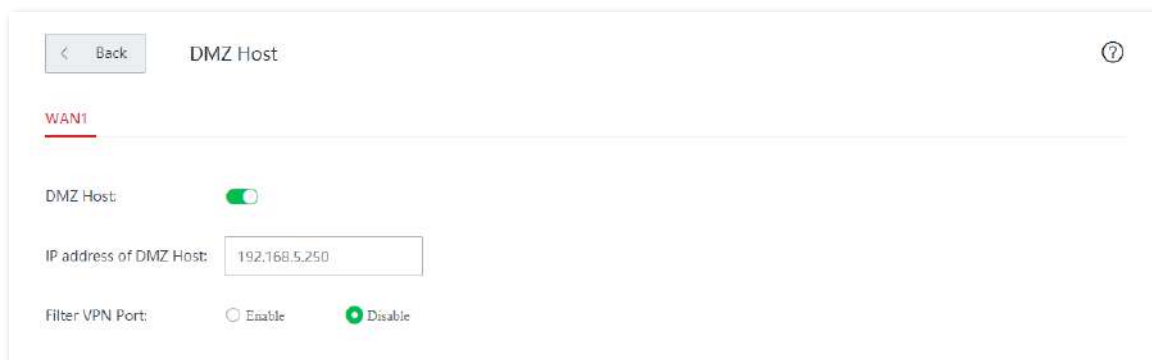 < Back DMZ Host ?
WAN1
DMZ Host:
IP address of DMZ Host: 192.168.5.250
Filter VPN Port: Enable Disable